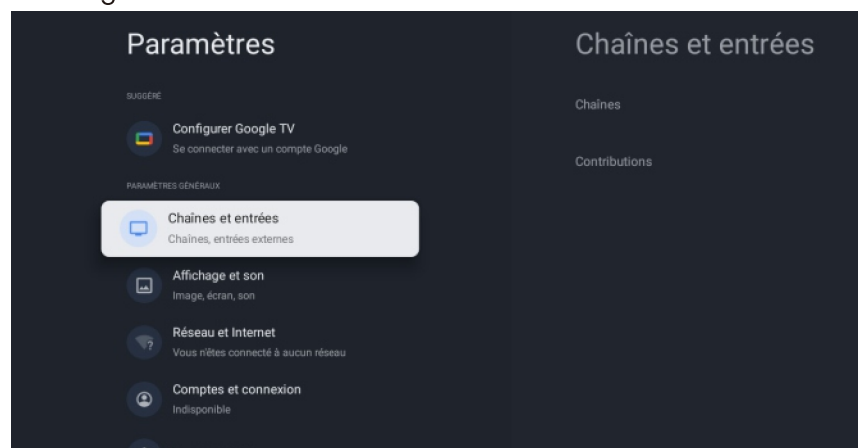 Paramètres
SUGGÉRÉ
Configurer Google TV
Se connecter avec un compte Google
PARAMÈTRES GÉNÉRAUX
Chaînes et entrées
Chaînes, entrées externes
Affichage et son
Image, écran, son
Réseau et Internet
Vous n'êtes connecté à aucun réseau
Comptes et connexion
Indisponible
Chaînes et entrées
Chaînes
Contributions